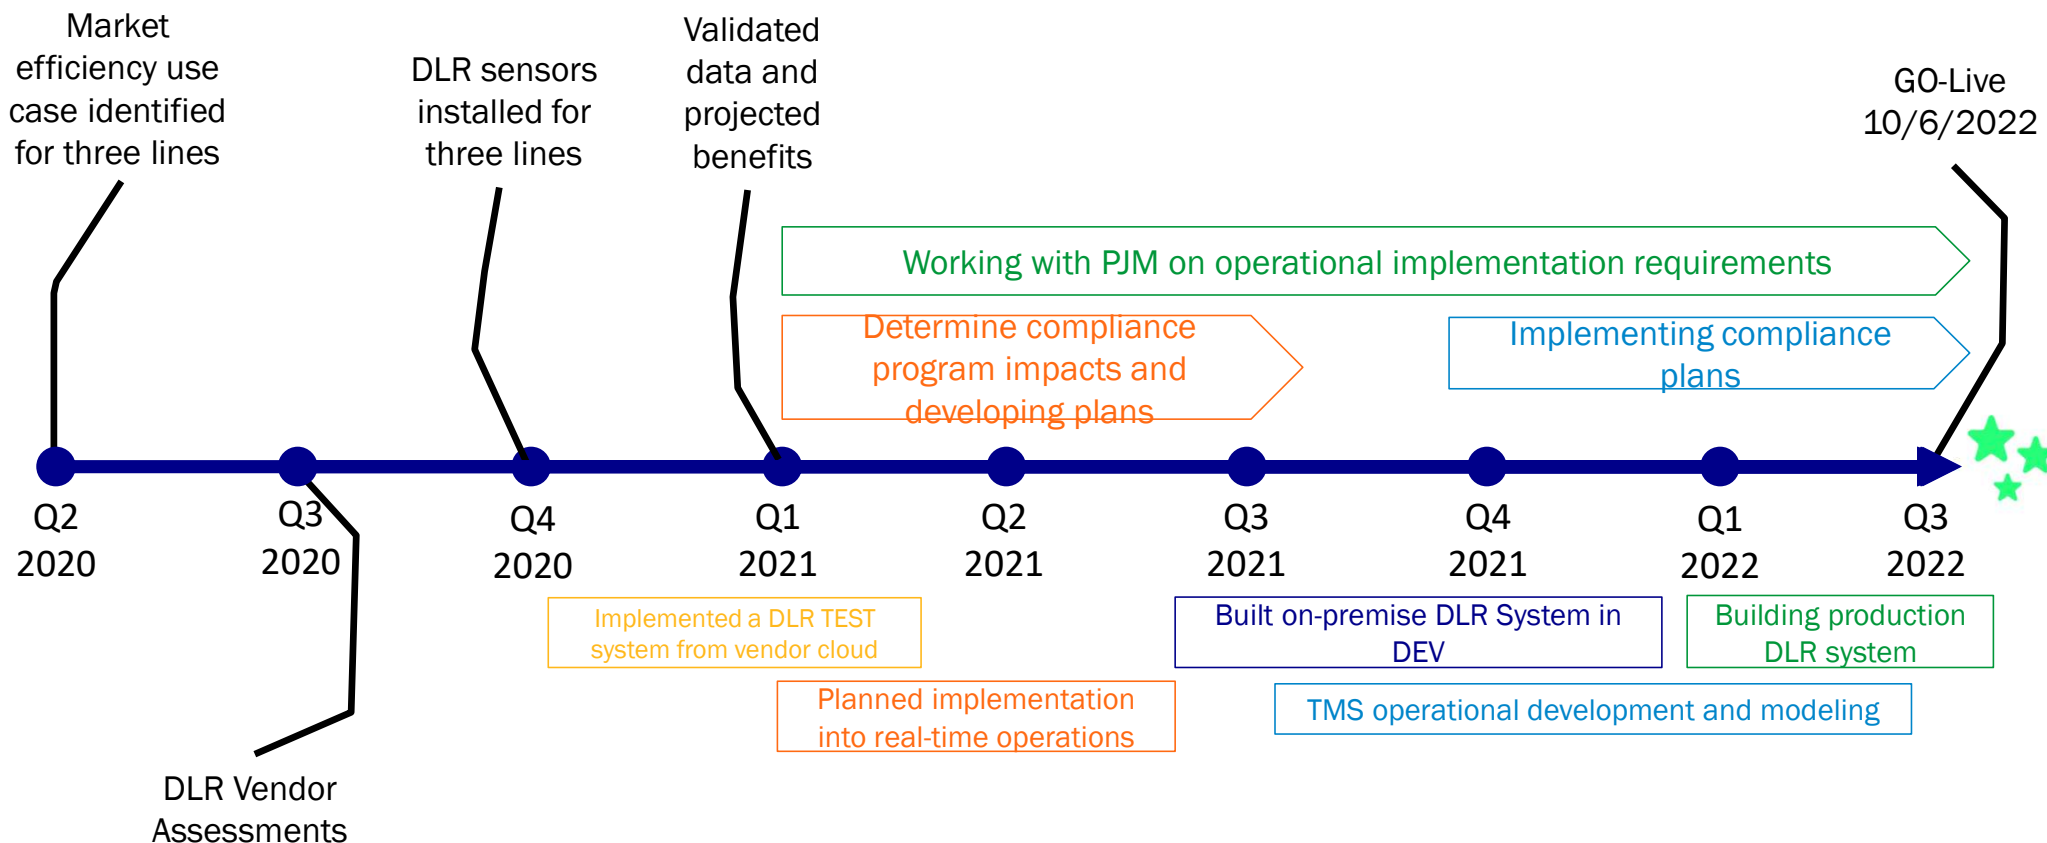 Market
efficiency use
case identified
for three lines
DLR sensors
installed for
three lines
Validated
data and
projected
benefits
GO-Live
10/6/2022
Working with PJM on operational implementation requirements
Determine compliance
program impacts and
developing plans
Implementing compliance
plans
Q2
2020
Q3
2020
Q4
2020
Q1
2021
Q2
2021
Q3
2021
Q4
2021
Q1
2022
Q3
2022
Implemented a DLR TEST
system from vendor cloud
Built on-premise DLR System in
DEV
Building production
DLR system
Planned implementation
into real-time operations
TMS operational development and modeling
DLR Vendor
Assessments